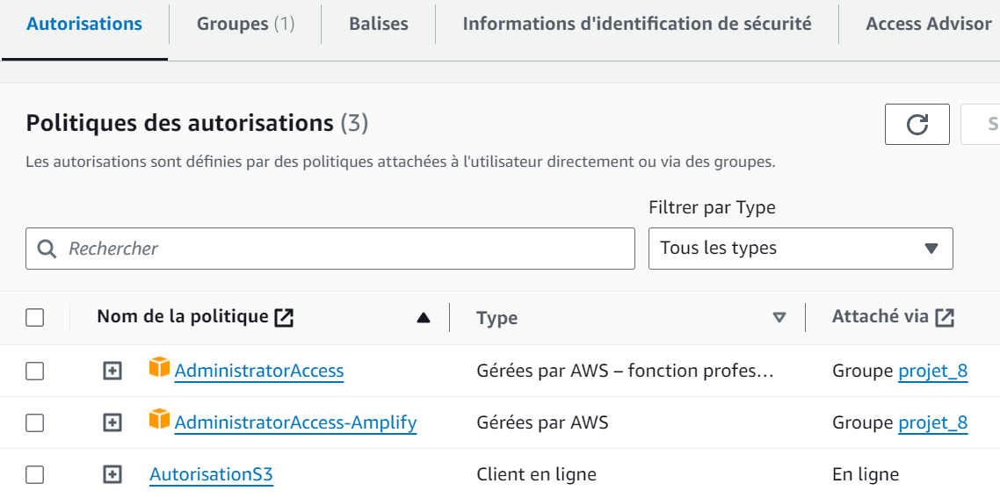 Autorisations Groupes (1) Balises Informations d'identification de sécurité Access Advisor
Politiques des autorisations (3)
S
Les autorisations sont définies par des politiques attachées à l'utilisateur directement ou via des groupes.
Filtrer par Type
Rechercher Tous les types
Nom de la politique Type Attaché via
AdministratorAccess Gérées par AWS – fonction profes… Groupe projet_8
AdministratorAccess-Amplify Gérées par AWS Groupe projet_8
AutorisationS3 Client en ligne En ligne